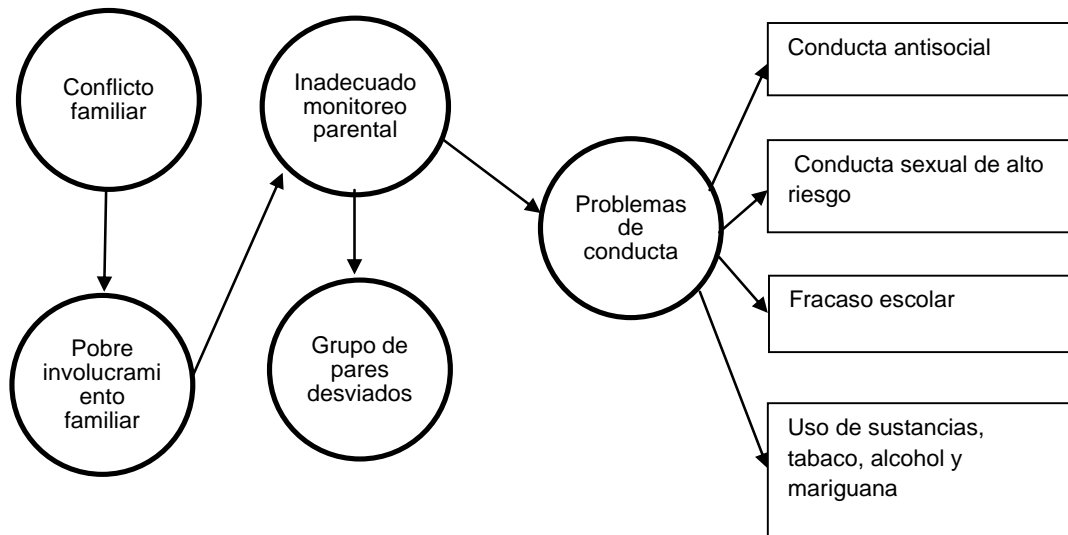 Conflicto
familiar
Pobre
involucrami
ento
familiar
Inadecuado
monitoreo
parental
Grupo de
pares
desviados
Problemas
de
conducta
Conducta antisocial
Conducta sexual de alto
riesgo
Fracaso escolar
Uso de sustancias,
tabaco, alcohol y
mariguana